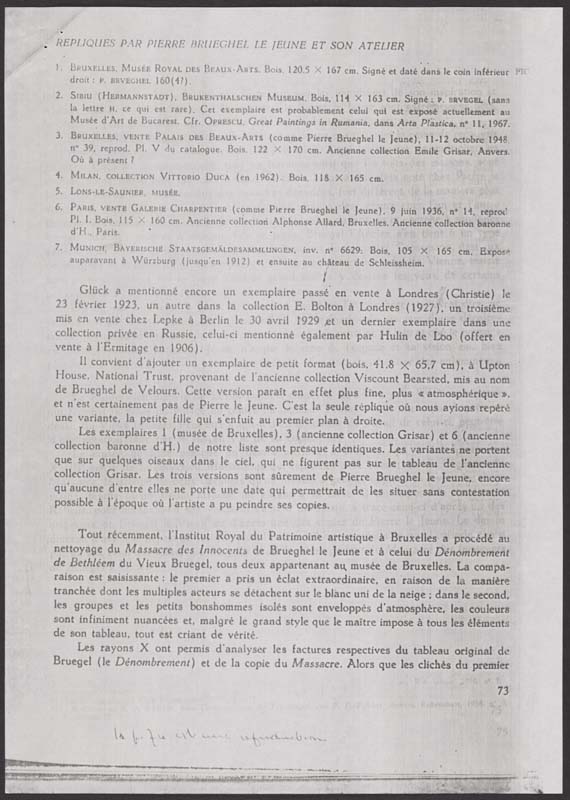 REPLIQUES PAR PIERRE BRUEGHEL LE JEUNE ET SON ATELIER
1. BRUXELLES, MUSÉE ROYAL DES BEAUX-ARTS. Bois, 120,5 × 167 cm. Signé et daté dans le coin inférieur
droit : P. BRVEGHEL 160(4?).
2. SIBIU (HERMANNSTADT), BRUKENTHALSCHEN MUSEUM. Bois, 114 × 163 cm. Signé : P. BRVEGEL (sans
la lettre H, ce qui est rare). Cet exemplaire est probablement celui qui est exposé actuellement au
Musée d'Art de Bucarest. Cfr. OPRESCU, Great Paintings in Rumania, dans Arta Plastica, n° 11, 1967.
3. BRUXELLES, VENTE PALAIS DES BEAUX-ARTS (comme Pierre Brueghel le Jeune), 11-12 octobre 1948,
n° 39, reprod. Pl. V du catalogue. Bois, 122 × 170 cm. Ancienne collection Emile Grisar, Anvers.
Où à présent ?
4. MILAN, COLLECTION VITTORIO DUCA (en 1962). Bois, 118 × 165 cm.
5. LONS-LE-SAUNIER, MUSÉE.
6. PARIS, VENTE GALERIE CHARPENTIER (comme Pierre Brueghel le Jeune), 9 juin 1936, n° 14, reprod.
Pl. I. Bois, 115 × 160 cm. Ancienne collection Alphonse Allard, Bruxelles. Ancienne collection baronne
d'H., Paris.
7. MUNICH, BAYERISCHE STAATSGEMÄLDESAMMLUNGEN, inv. n° 6629. Bois, 105 × 165 cm. Exposé
auparavant à Würzburg (jusqu'en 1912) et ensuite au château de Schleissheim.
Glück a mentionné encore un exemplaire passé en vente à Londres (Christie) le
23 février 1923, un autre dans la collection E. Bolton à Londres (1927), un troisième
mis en vente chez Lepke à Berlin le 30 avril 1929 et un dernier exemplaire dans une
collection privée en Russie, celui-ci mentionné également par Hulin de Loo (offert en
vente à l'Ermitage en 1906).
Il convient d'ajouter un exemplaire de petit format (bois, 41,8 × 65,7 cm), à Upton
House, National Trust, provenant de l'ancienne collection Viscount Bearsted, mis au nom
de Brueghel de Velours. Cette version paraît en effet plus fine, plus « atmosphérique »,
et n'est certainement pas de Pierre le Jeune. C'est la seule réplique où nous ayions repéré
une variante, la petite fille qui s'enfuit au premier plan à droite.
Les exemplaires 1 (musée de Bruxelles), 3 (ancienne collection Grisar) et 6 (ancienne
collection baronne d'H.) de notre liste sont presque identiques. Les variantes ne portent
que sur quelques oiseaux dans le ciel, qui ne figurent pas sur le tableau de l'ancienne
collection Grisar. Les trois versions sont sûrement de Pierre Brueghel le Jeune, encore
qu'aucune d'entre elles ne porte une date qui permettrait de les situer sans contestation
possible à l'époque où l'artiste a pu peindre ses copies.
Tout récemment, l'Institut Royal du Patrimoine artistique à Bruxelles a procédé au
nettoyage du Massacre des Innocents de Brueghel le Jeune et à celui du Dénombrement
de Bethléem du Vieux Bruegel, tous deux appartenant au musée de Bruxelles. La compa-
raison est saisissante : le premier a pris un éclat extraordinaire, en raison de la manière
tranchée dont les multiples acteurs se détachent sur le blanc uni de la neige ; dans le second,
les groupes et les petits bonshommes isolés sont enveloppés d'atmosphère, les couleurs
sont infiniment nuancées et, malgré le grand style que le maître impose à tous les éléments
de son tableau, tout est criant de vérité.
Les rayons X ont permis d'analyser les factures respectives du tableau original de
Bruegel (le Dénombrement) et de la copie du Massacre. Alors que les clichés du premier
73